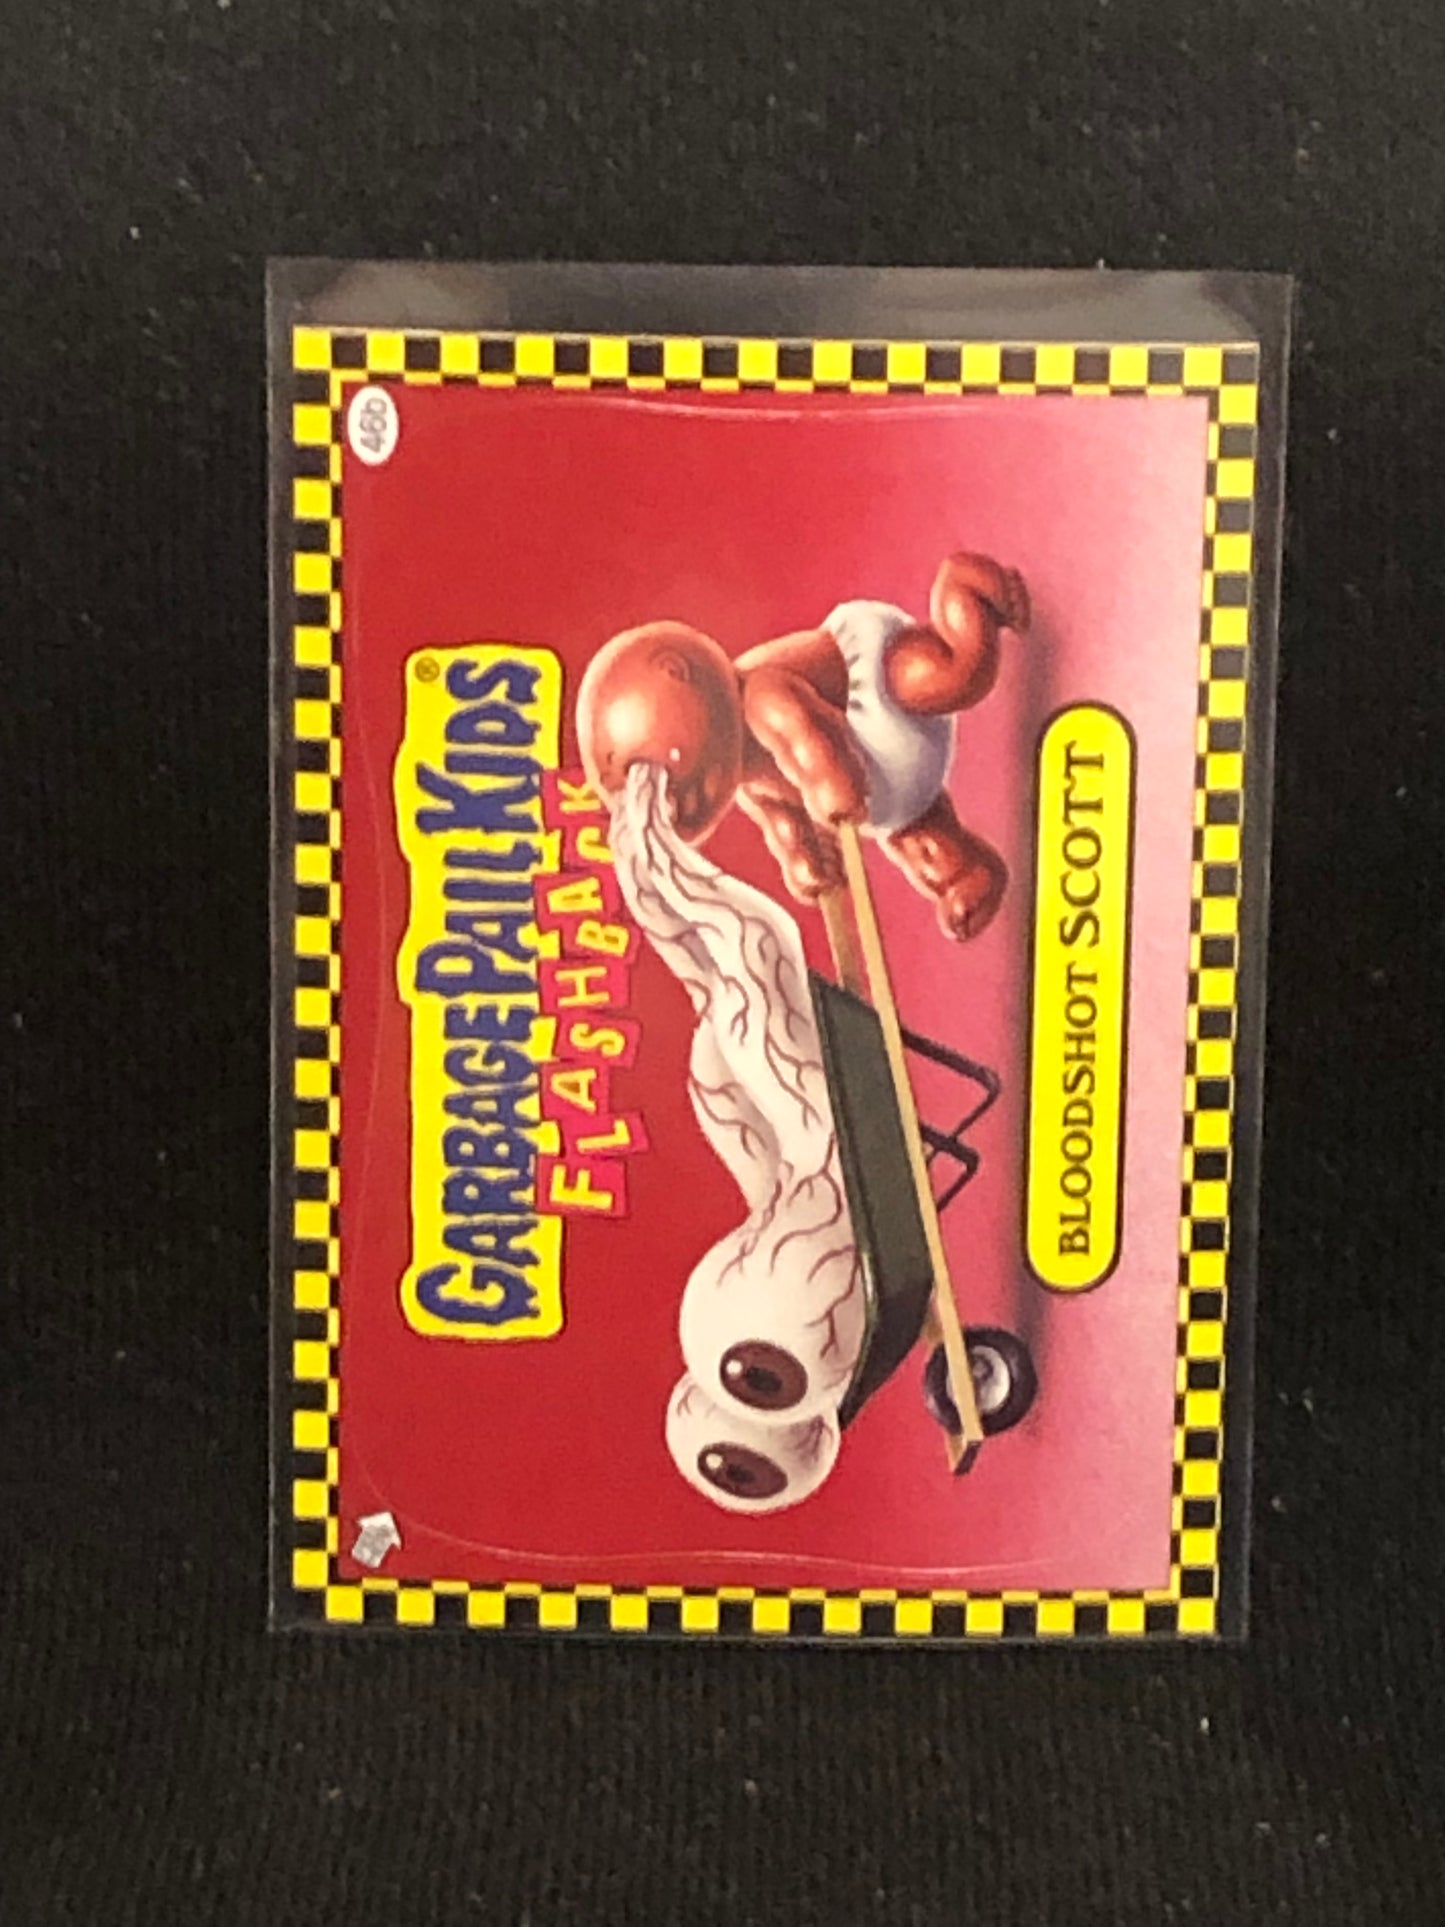 46b
GARBAGE PAIL KIDS®
FLASHBACK
BLOODSHOT SCOTT